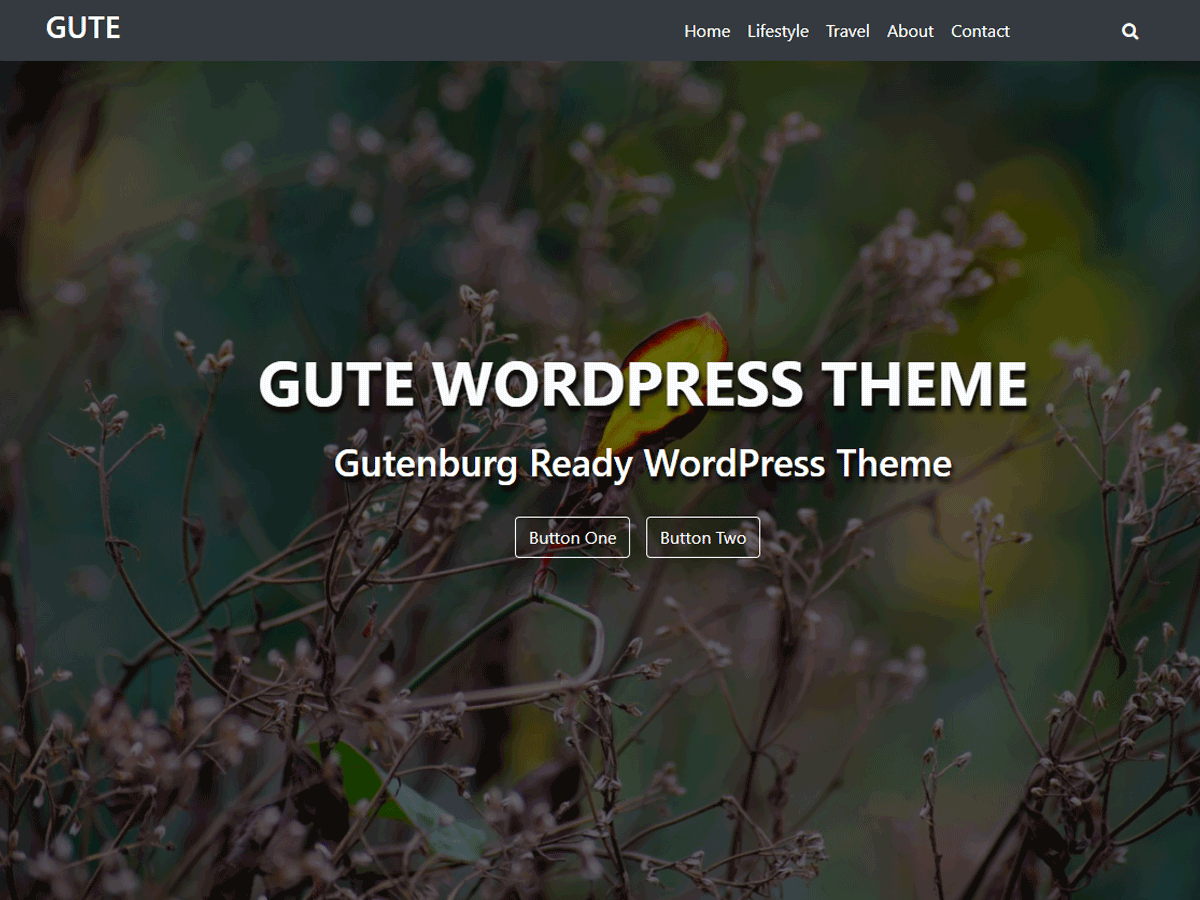 GUTE
Home Lifestyle Travel About Contact
GUTE WORDPRESS THEME
Gutenburg Ready WordPress Theme
Button One Button Two